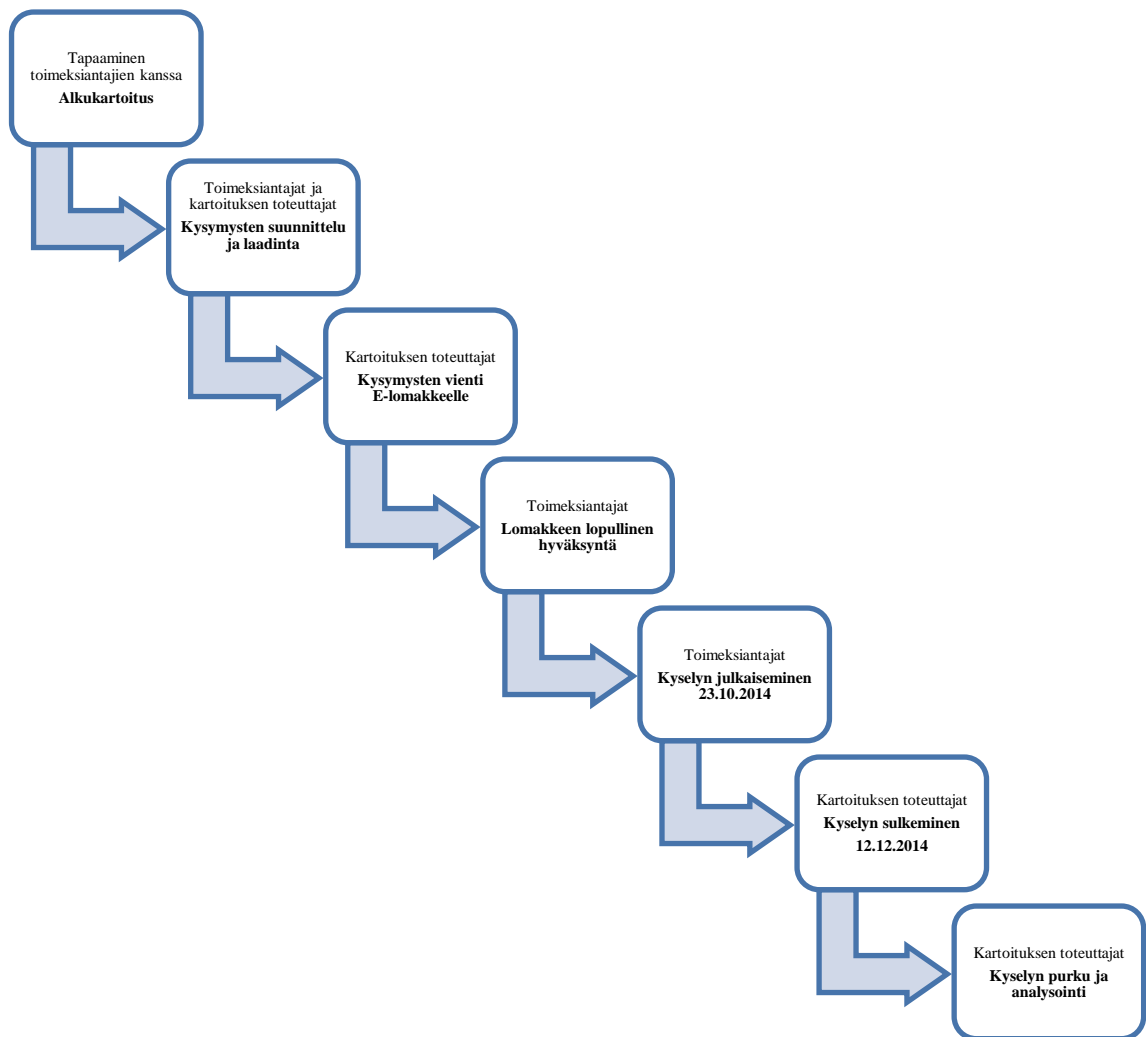 Tapaaminen
toimeksiantajien kanssa
Alkukartoitus
Toimeksiantajat ja
kartoituksen toteuttajat
Kysymysten suunnittelu
ja laadinta
Kartoituksen toteuttajat
Kysymysten vienti
E-lomakkeelle
Toimeksiantajat
Lomakkeen lopullinen
hyväksyntä
Toimeksiantajat
Kyselyn julkaiseminen
23.10.2014
Kartoituksen toteuttajat
Kyselyn sulkeminen
12.12.2014
Kartoituksen toteuttajat
Kyselyn purku ja
analysointi